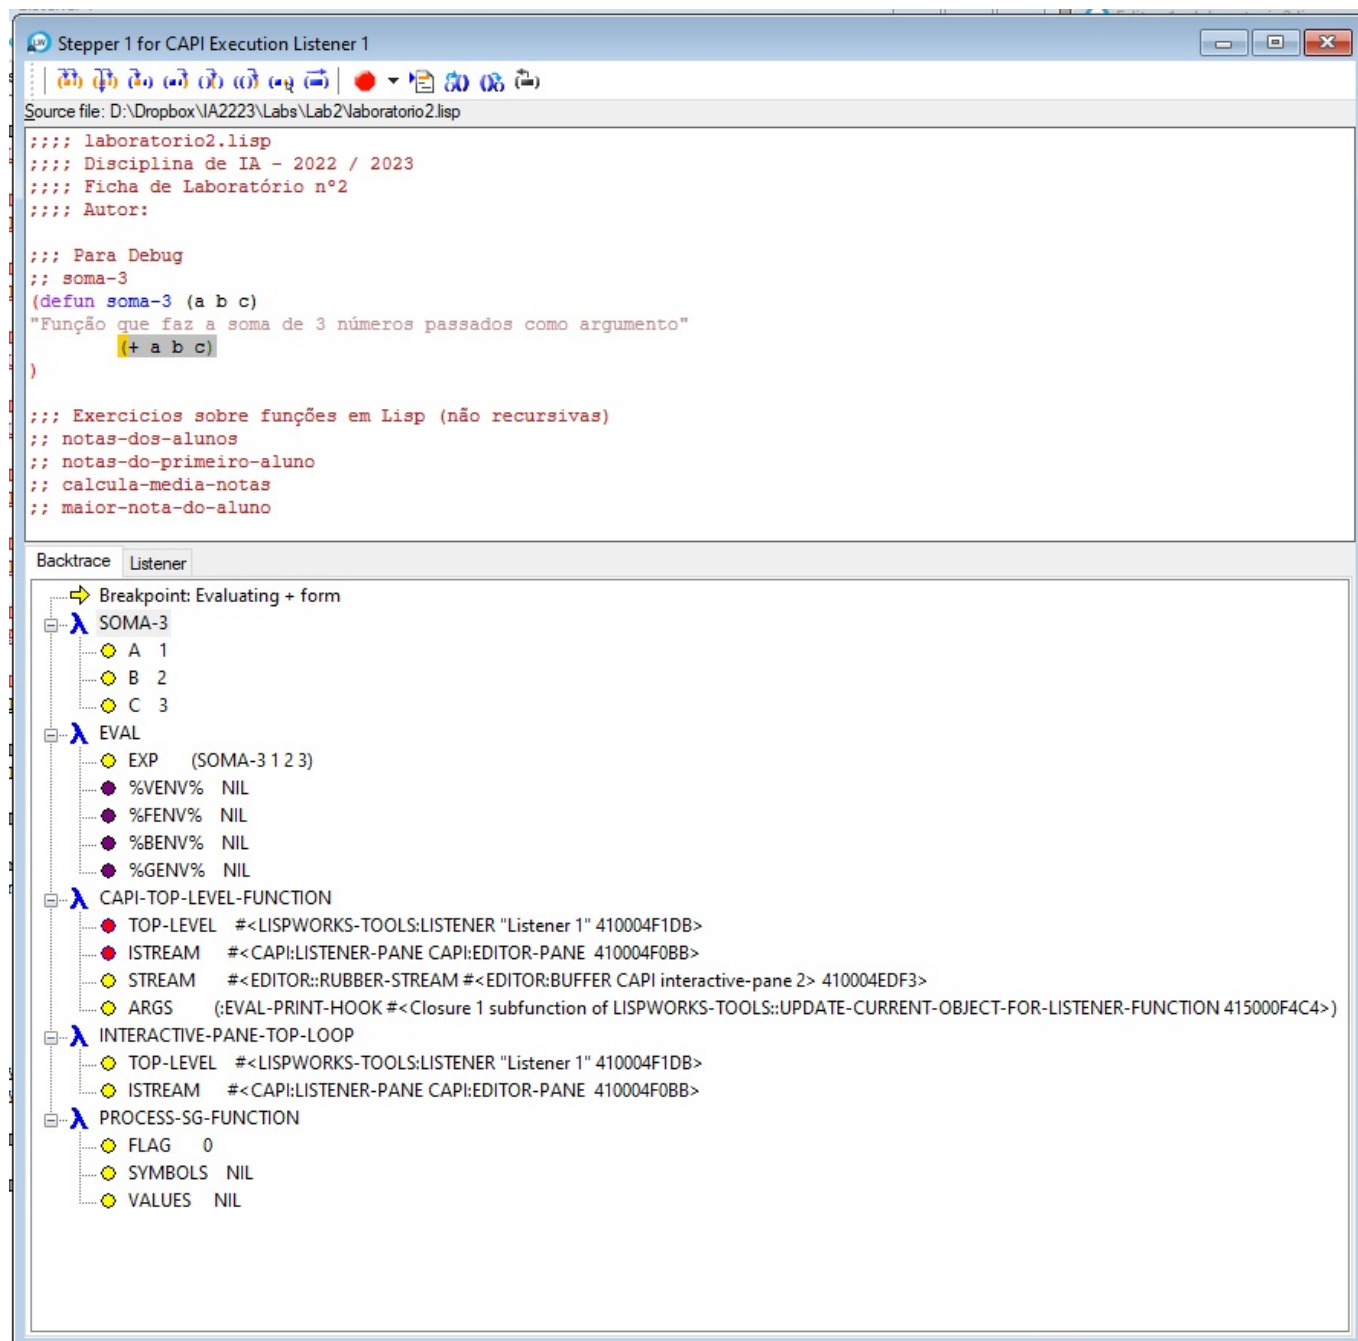 Stepper 1 for CAPI Execution Listener 1
Source file: D:\Dropbox\IA2223\Labs\Lab2\laboratorio2.lisp
;;;; laboratorio2.lisp
;;;; Disciplina de IA - 2022 / 2023
;;;; Ficha de Laboratório nº2
;;;; Autor:
;;; Para Debug
;; soma-3
(defun soma-3 (a b c)
"Função que faz a soma de 3 números passados como argumento"
(+ a b c)
)
;;; Exercicios sobre funções em Lisp (não recursivas)
;; notas-dos-alunos
;; notas-do-primeiro-aluno
;; calcula-media-notas
;; maior-nota-do-aluno
Backtrace Listener
Breakpoint: Evaluating + form
SOMA-3
A 1
B 2
C 3
EVAL
EXP (SOMA-3 1 2 3)
%VENV% NIL
%FENV% NIL
%BENV% NIL
%GENV% NIL
CAPI-TOP-LEVEL-FUNCTION
TOP-LEVEL #<LISPWORKS-TOOLS:LISTENER "Listener 1" 410004F1DB>
ISTREAM #<CAPI:LISTENER-PANE CAPI:EDITOR-PANE 410004F0BB>
STREAM #<EDITOR::RUBBER-STREAM #<EDITOR:BUFFER CAPI interactive-pane 2> 410004EDF3>
ARGS (:EVAL-PRINT-HOOK #<Closure 1 subfunction of LISPWORKS-TOOLS::UPDATE-CURRENT-OBJECT-FOR-LISTENER-FUNCTION 415000F4C4>)
INTERACTIVE-PANE-TOP-LOOP
TOP-LEVEL #<LISPWORKS-TOOLS:LISTENER "Listener 1" 410004F1DB>
ISTREAM #<CAPI:LISTENER-PANE CAPI:EDITOR-PANE 410004F0BB>
PROCESS-SG-FUNCTION
FLAG 0
SYMBOLS NIL
VALUES NIL